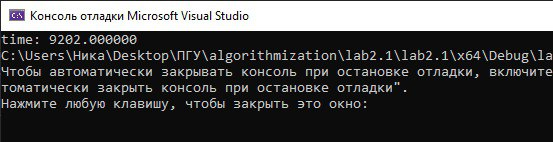 Консоль отладки Microsoft Visual Studio
time: 9202.000000
C:\Users\Ника\Desktop\ПГУ\algorithmization\lab2.1\lab2.1\x64\Debug\la
Чтобы автоматически закрывать консоль при остановке отладки, включите
томатически закрыть консоль при остановке отладки".
Нажмите любую клавишу, чтобы закрыть это окно: